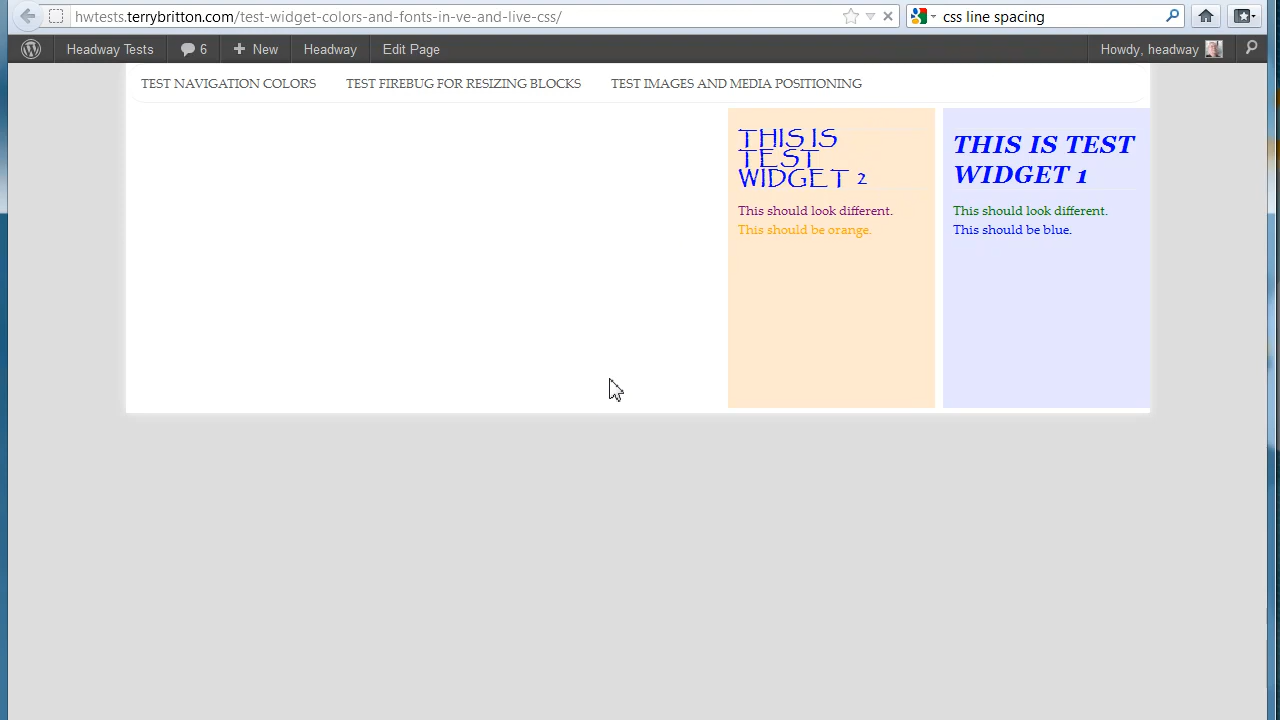 hwtests.terrybritton.com/test-widget-colors-and-fonts-in-ve-and-live-css/
css line spacing
Headway Tests
6
New
Headway
Edit Page
Howdy, headway
TEST NAVIGATION COLORS
TEST FIREBUG FOR RESIZING BLOCKS
TEST IMAGES AND MEDIA POSITIONING
THIS IS
TEST
WIDGET 2
This should look different.
This should be orange.
THIS IS TEST
WIDGET 1
This should look different.
This should be blue.